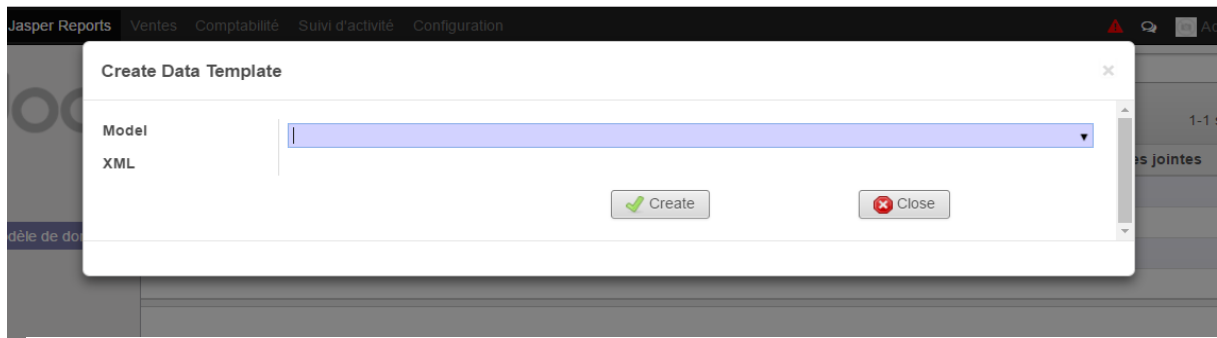 Jasper Reports Ventes Comptabilité Suivi d'activité Configuration
Create Data Template
Model
XML
Create Close
1-1
es jointes
dèle de do